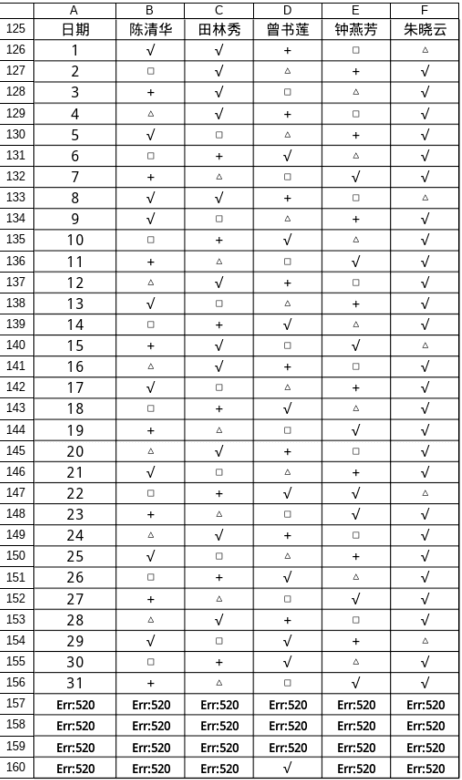 A B C D E F
125 日期 陈清华 田林秀 曾书莲 钟燕芳 朱晓云
126 1 √ √ + □ △
127 2 □ √ △ + √
128 3 + √ □ △ √
129 4 △ √ + □ √
130 5 √ □ △ + √
131 6 □ + √ △ √
132 7 + △ □ √ √
133 8 √ √ + □ △
134 9 √ □ △ + √
135 10 □ + √ △ √
136 11 + △ □ √ √
137 12 △ √ + □ √
138 13 √ □ △ + √
139 14 □ + √ △ √
140 15 + √ □ √ △
141 16 △ √ + □ √
142 17 √ □ △ + √
143 18 □ + √ △ √
144 19 + △ □ √ √
145 20 △ √ + □ √
146 21 √ □ △ + √
147 22 □ + √ √ △
148 23 + △ □ √ √
149 24 △ √ + □ √
150 25 √ □ △ + √
151 26 □ + √ △ √
152 27 + △ □ √ √
153 28 △ √ + □ √
154 29 √ □ √ + △
155 30 □ + √ △ √
156 31 + △ □ √ √
157 Err:520 Err:520 Err:520 Err:520 Err:520 Err:520
158 Err:520 Err:520 Err:520 Err:520 Err:520 Err:520
159 Err:520 Err:520 Err:520 Err:520 Err:520 Err:520
160 Err:520 Err:520 Err:520 √ Err:520 Err:520